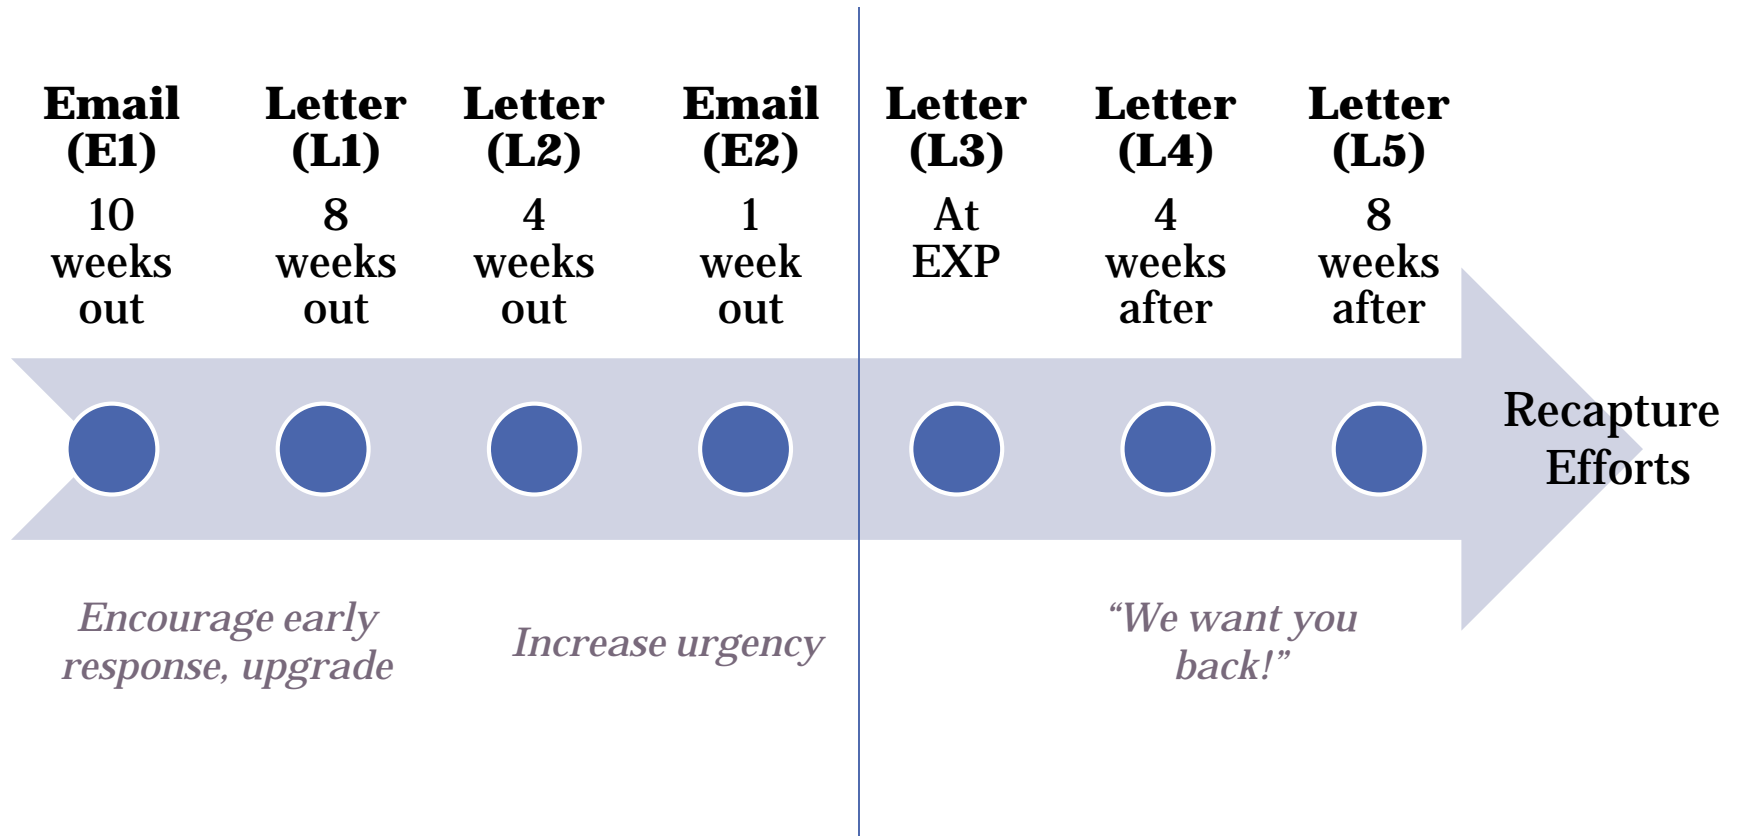 Email
(E1)
10
weeks
out
Letter
(L1)
8
weeks
out
Letter
(L2)
4
weeks
out
Email
(E2)
1
week
out
Letter
(L3)
At
EXP
Letter
(L4)
4
weeks
after
Letter
(L5)
8
weeks
after
Recapture
Efforts
Encourage early
response, upgrade
Increase urgency
“We want you
back!”